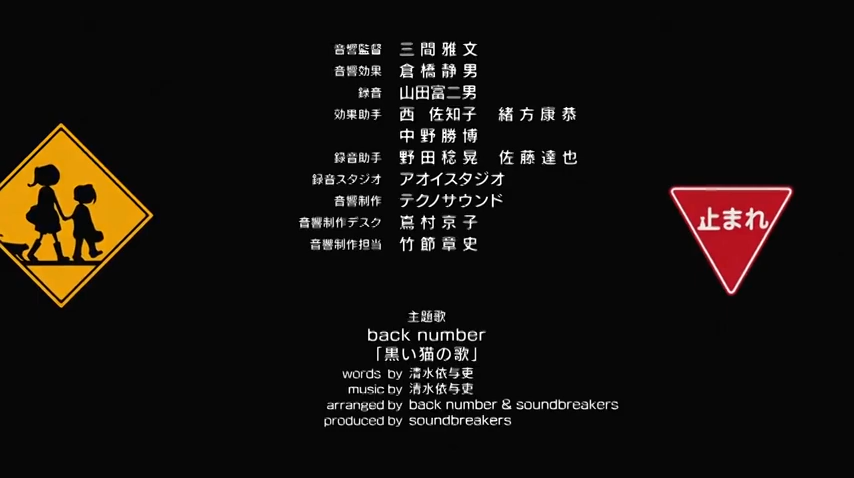 音響監督 三間雅文
音響効果 倉橋静男
録音 山田富二男
効果助手 西 佐知子 緒方康恭
中野勝博
録音助手 野田稔晃 佐藤達也
録音スタジオ アオイスタジオ
音響制作 テクノサウンド
音響制作デスク 嶌村京子
音響制作担当 竹節章史
止まれ
主題歌
back number
「黒い猫の歌」
words by 清水依与吏
music by 清水依与吏
arranged by back number & soundbreakers
produced by soundbreakers